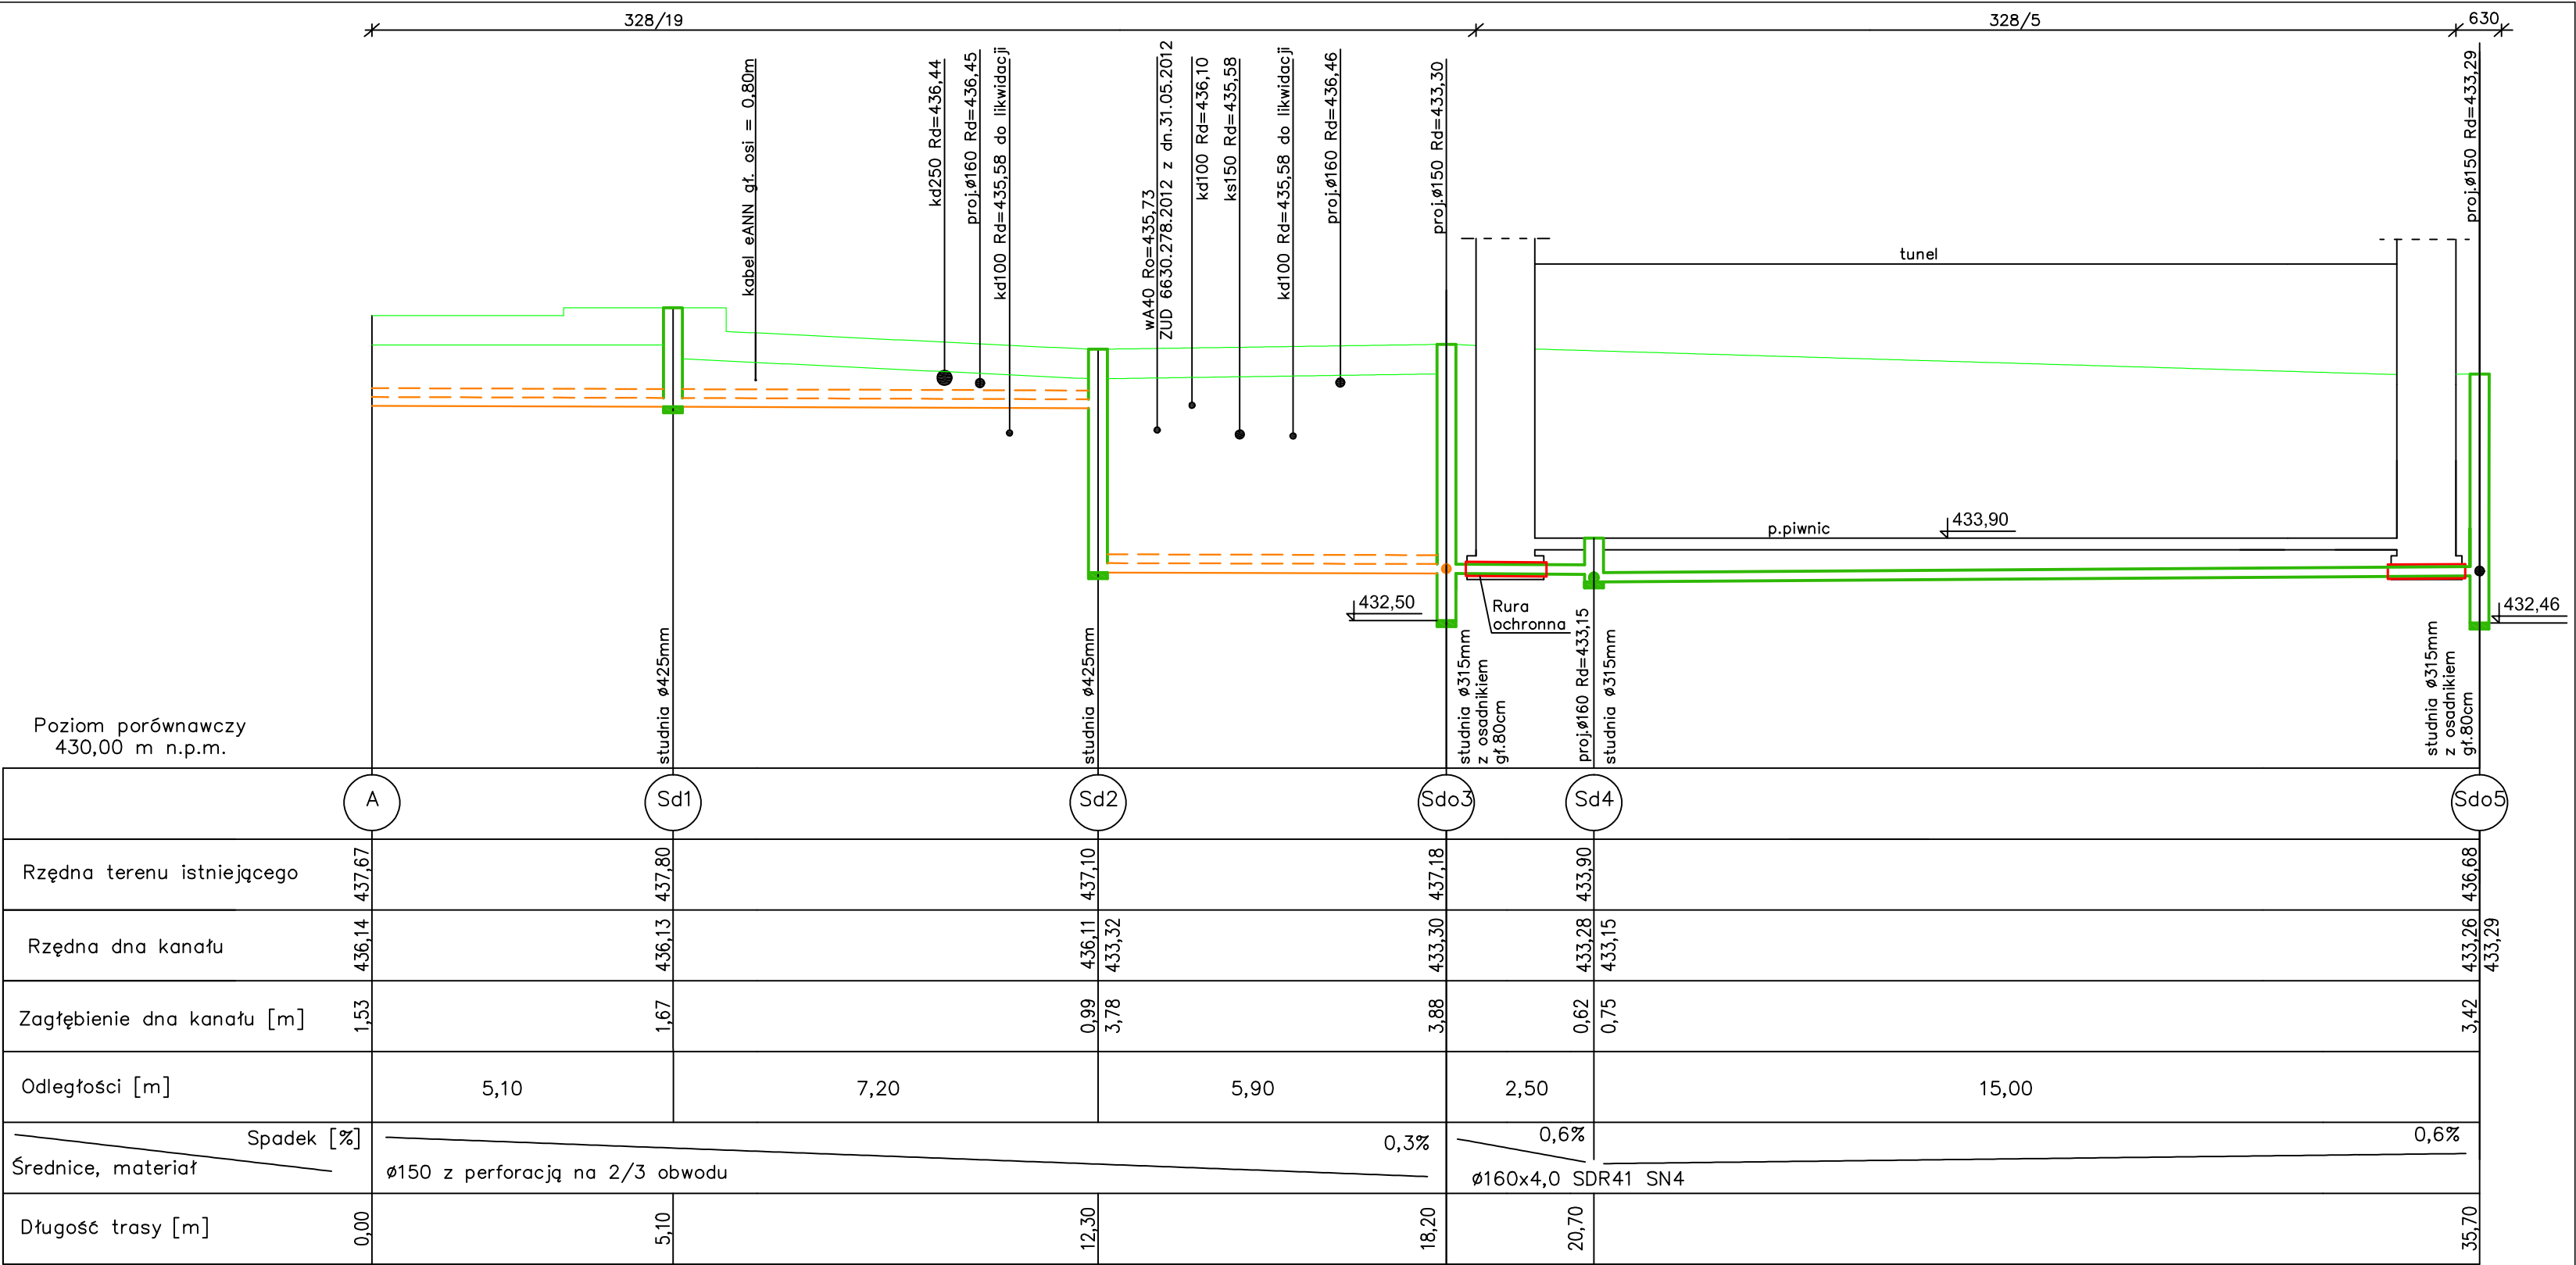 328/19
328/5
630
kabel eANN gł. osi = 0,80m
kd250 Rd=436,44
proj.ø160 Rd=436,45
kd100 Rd=435,58 do likwidacji
wA40 Ro=435,73
ZUD 6630.278.2012 z dn.31.05.2012
kd100 Rd=436,10
ks150 Rd=435,58
kd100 Rd=435,58 do likwidacji
proj.ø160 Rd=436,46
proj.ø150 Rd=433,30
proj.ø150 Rd=433,29
tunel
p.piwnic
433,90
432,50
Rura
ochronna
432,46
studnia ø425mm
studnia ø425mm
studnia ø315mm
z osadnikiem
gł.80cm
proj.ø160 Rd=433,15
studnia ø315mm
studnia ø315mm
z osadnikiem
gł.80cm
Poziom porównawczy
430,00 m n.p.m.
A
Sd1
Sd2
Sdo3
Sd4
Sdo5
Rzędna terenu istniejącego
437,67
437,80
437,10
437,18
433,90
436,68
Rzędna dna kanału
436,14
436,13
436,11
433,32
433,30
433,28
433,15
433,26
433,29
Zagłębienie dna kanału [m]
1,53
1,67
0,99
3,78
3,88
0,62
0,75
3,42
Odległości [m]
5,10
7,20
5,90
2,50
15,00
Spadek [%]
Średnice, materiał
0,3%
0,6%
0,6%
ø150 z perforacją na 2/3 obwodu
ø160x4,0 SDR41 SN4
Długość trasy [m]
0,00
5,10
12,30
18,20
20,70
35,70